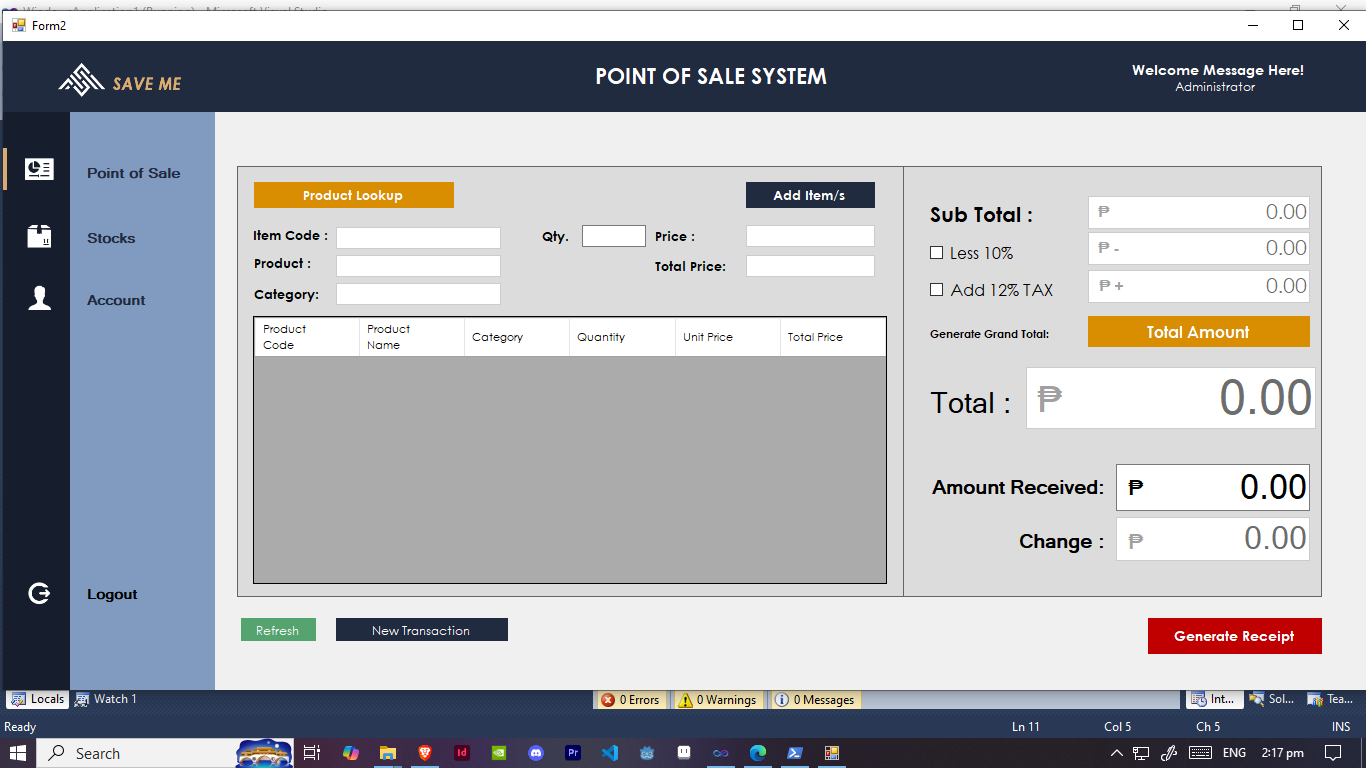 Form2
SAVE ME
POINT OF SALE SYSTEM
Welcome Message Here!
Administrator
Point of Sale
Stocks
Account
Logout
Product Lookup
Add Item/s
Item Code :
Qty.
Price :
Product :
Total Price:
Category:
Product Code
Product Name
Category
Quantity
Unit Price
Total Price
Sub Total :
₱ 0.00
Less 10%
₱ - 0.00
Add 12% TAX
₱ + 0.00
Generate Grand Total:
Total Amount
Total :
₱ 0.00
Amount Received:
₱ 0.00
Change :
₱ 0.00
Refresh
New Transaction
Generate Receipt
Locals
Watch 1
0 Errors
0 Warnings
0 Messages
Int...
Sol...
Tea...
Ready
Ln 11
Col 5
Ch 5
INS
Search
Id
Pr
ENG
2:17 pm